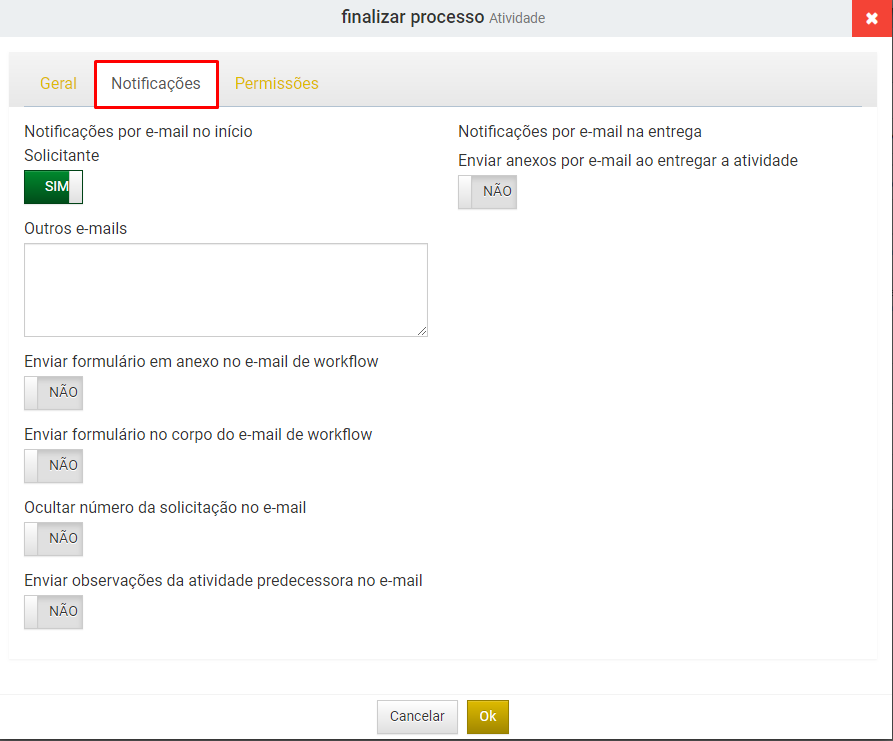 finalizar processo Atividade
Geral Notificações Permissões
Notificações por e-mail no início
Solicitante
SIM
Outros e-mails
Enviar formulário em anexo no e-mail de workflow
NÃO
Enviar formulário no corpo do e-mail de workflow
NÃO
Ocultar número da solicitação no e-mail
NÃO
Enviar observações da atividade predecessora no e-mail
NÃO
Notificações por e-mail na entrega
Enviar anexos por e-mail ao entregar a atividade
NÃO
Cancelar Ok